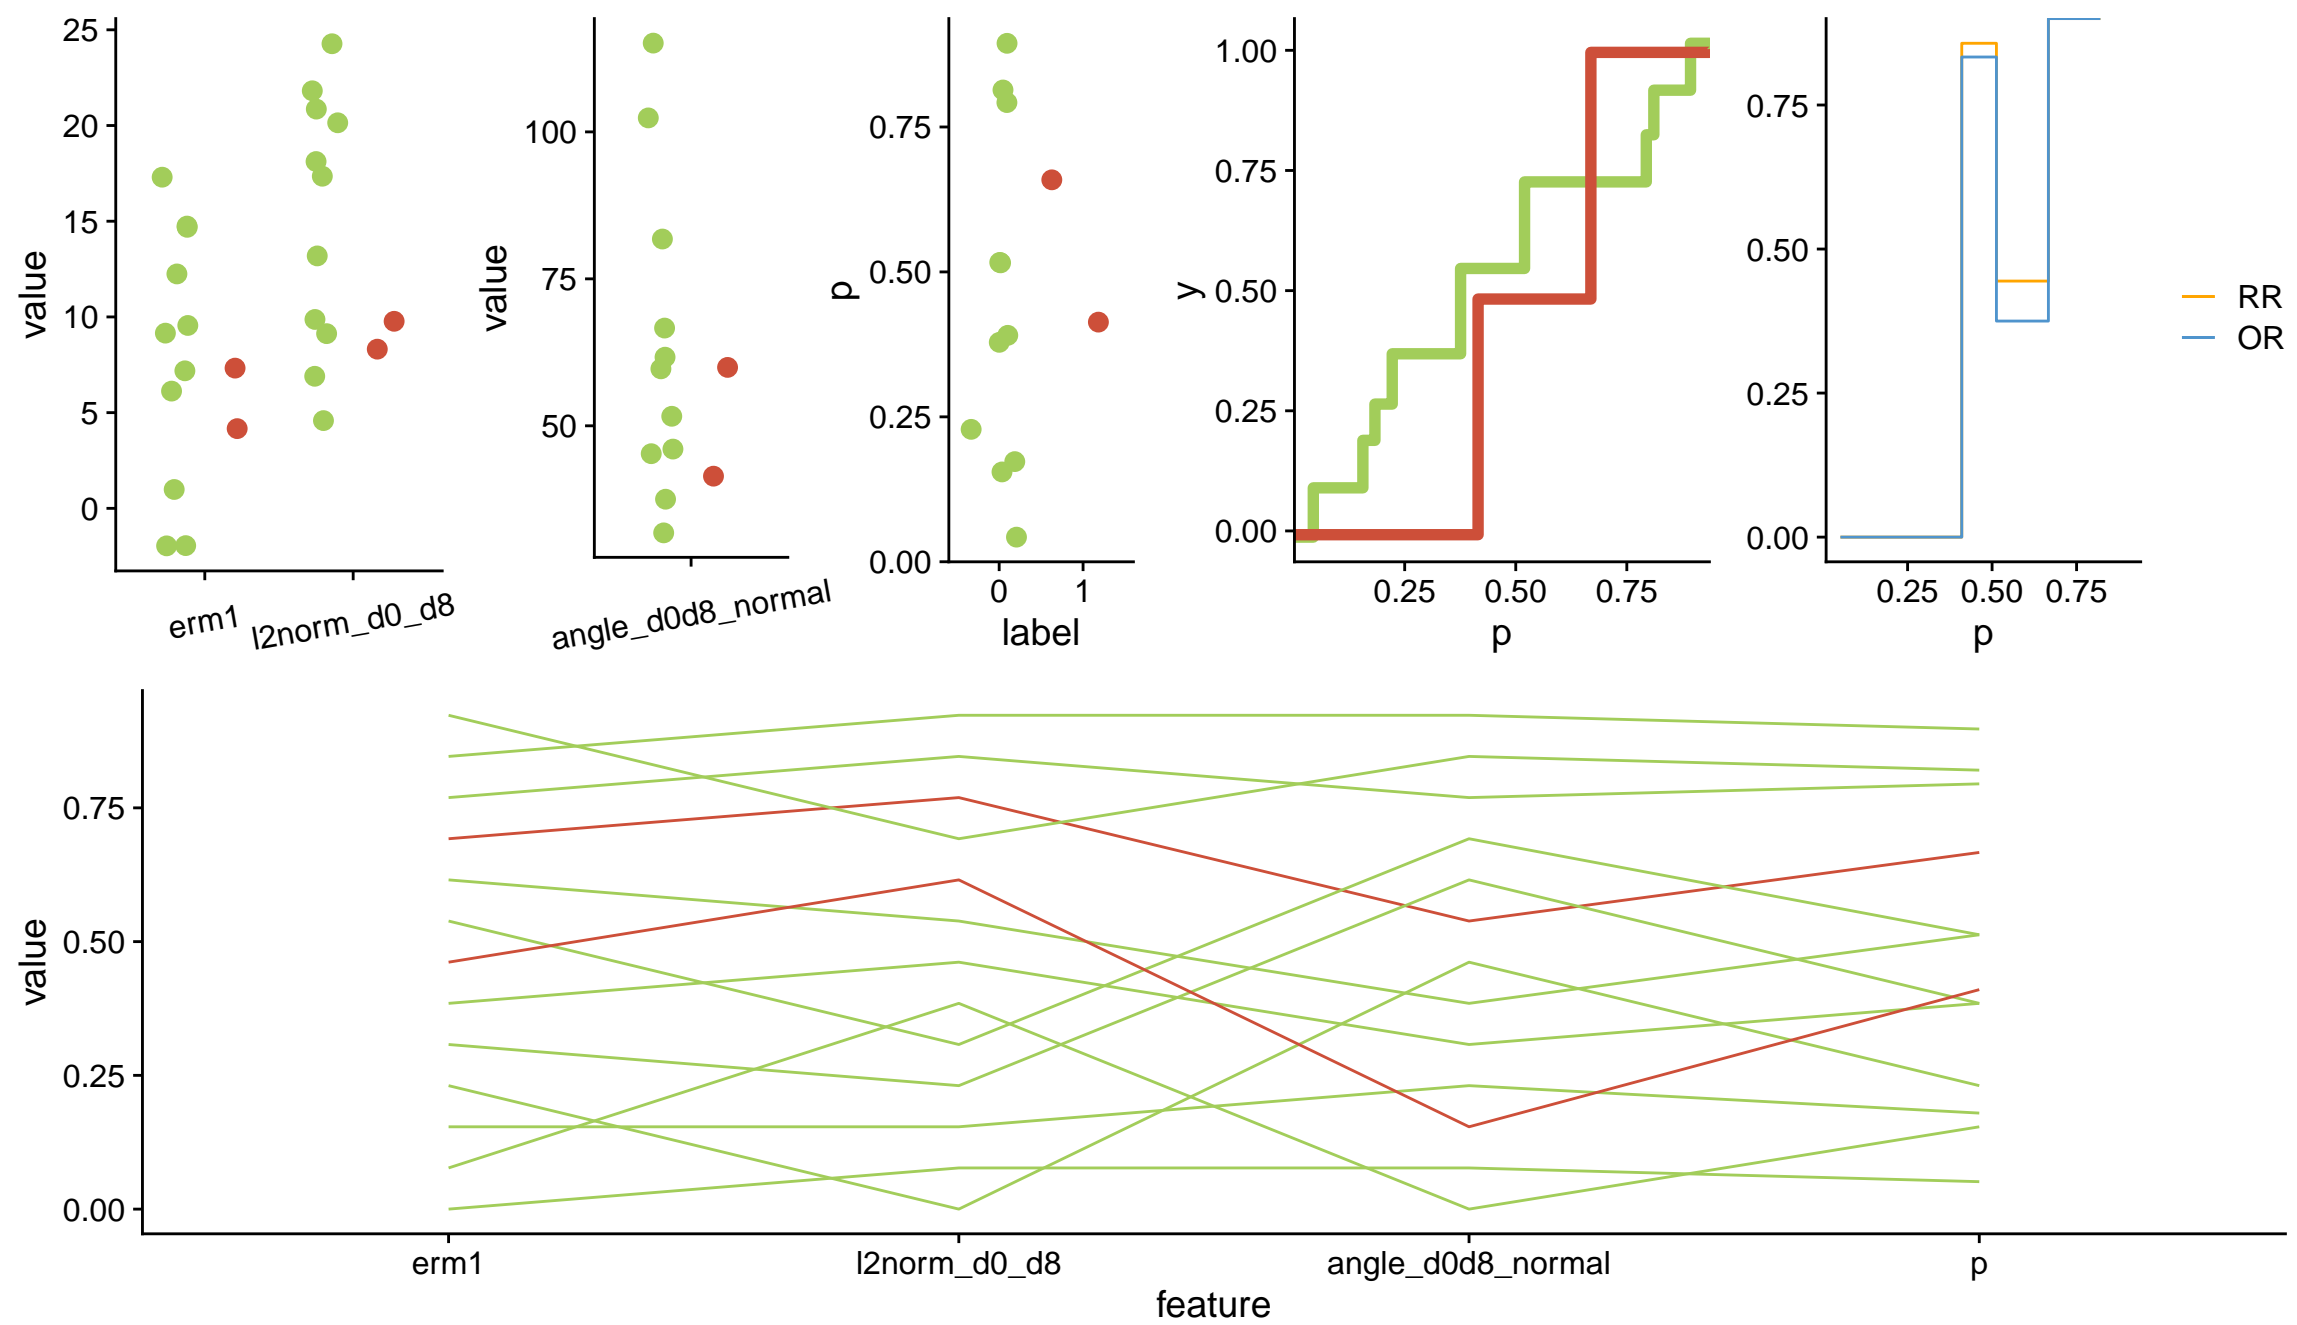 25
20
15
10
5
0
value
erm1
l2norm_d0_d8
100
75
50
value
angle_d0d8_normal
0.75
0.50
0.25
0.00
p
0 1
label
1.00
0.75
0.50
0.25
0.00
y
0.25 0.50 0.75
p
0.75
0.50
0.25
0.00
0.25 0.50 0.75
p
RR
OR
0.75
0.50
0.25
0.00
value
erm1 l2norm_d0_d8 angle_d0d8_normal p
feature